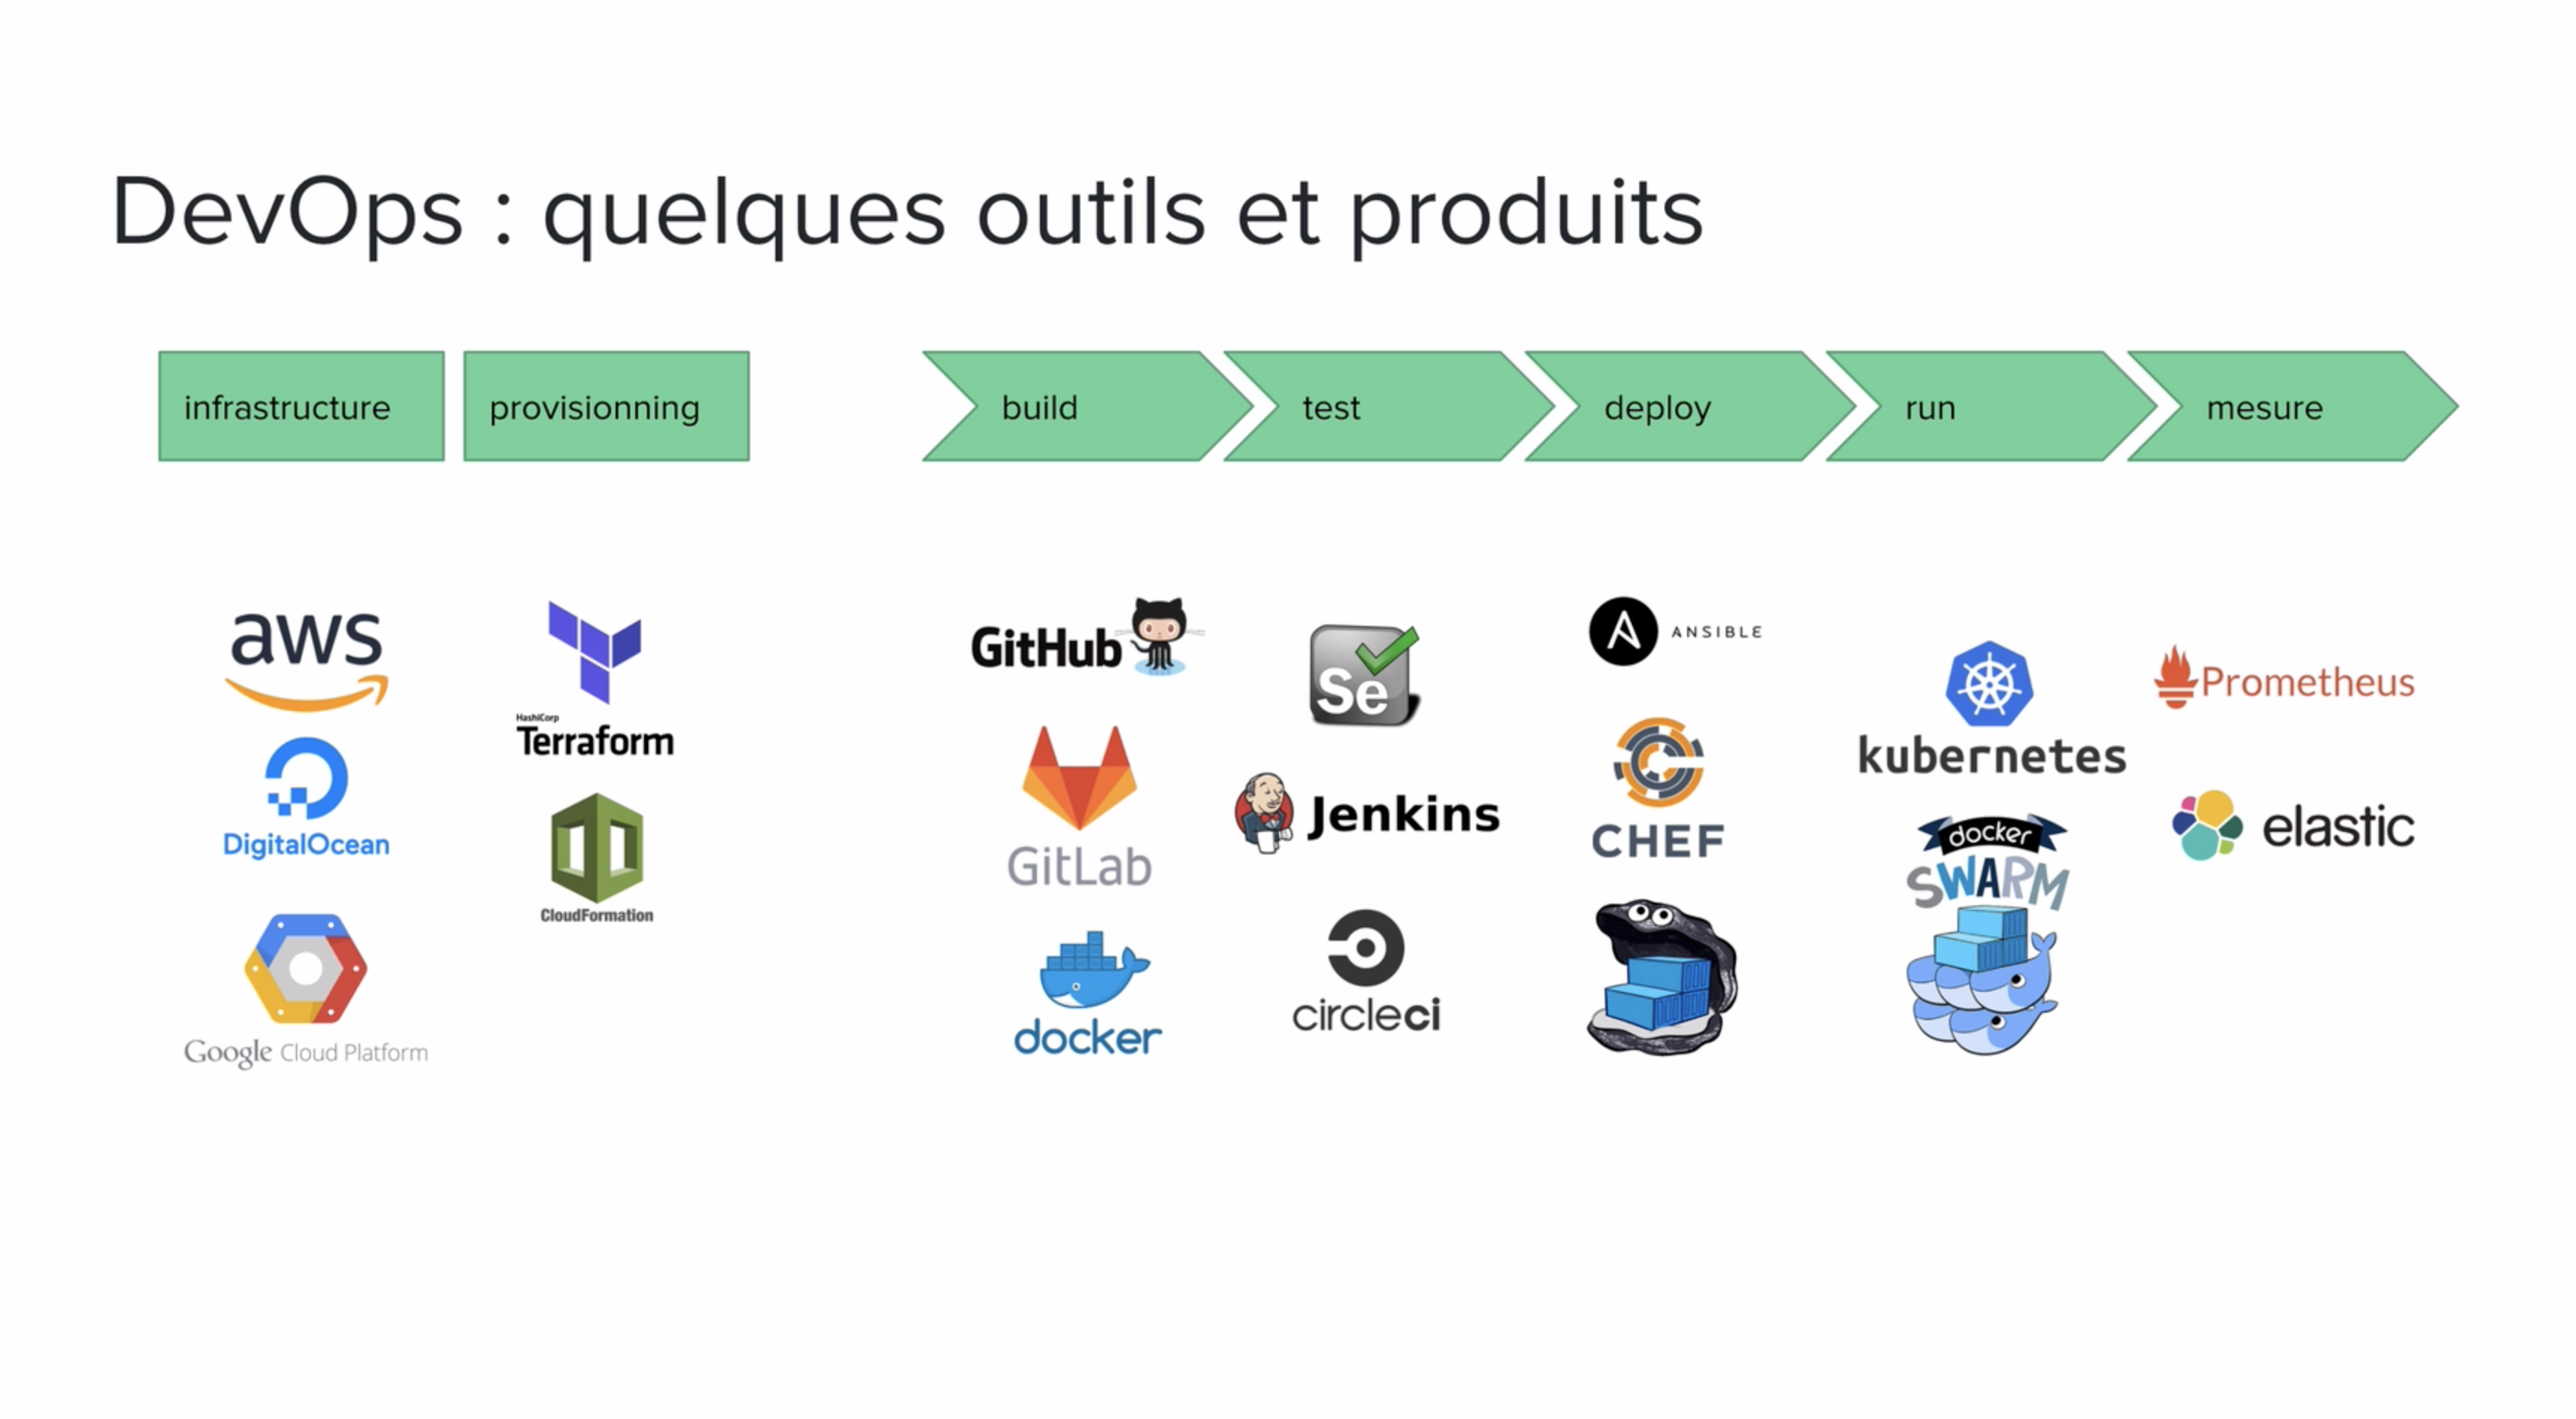 DevOps : quelques outils et produits
infrastructure
provisionning
build
test
deploy
run
mesure
aws
DigitalOcean
Google Cloud Platform
HashiCorp
Terraform
CloudFormation
GitHub
GitLab
docker
Se
Jenkins
circleci
A
ANSIBLE
CHEF
kubernetes
docker
SWARM
Prometheus
elastic